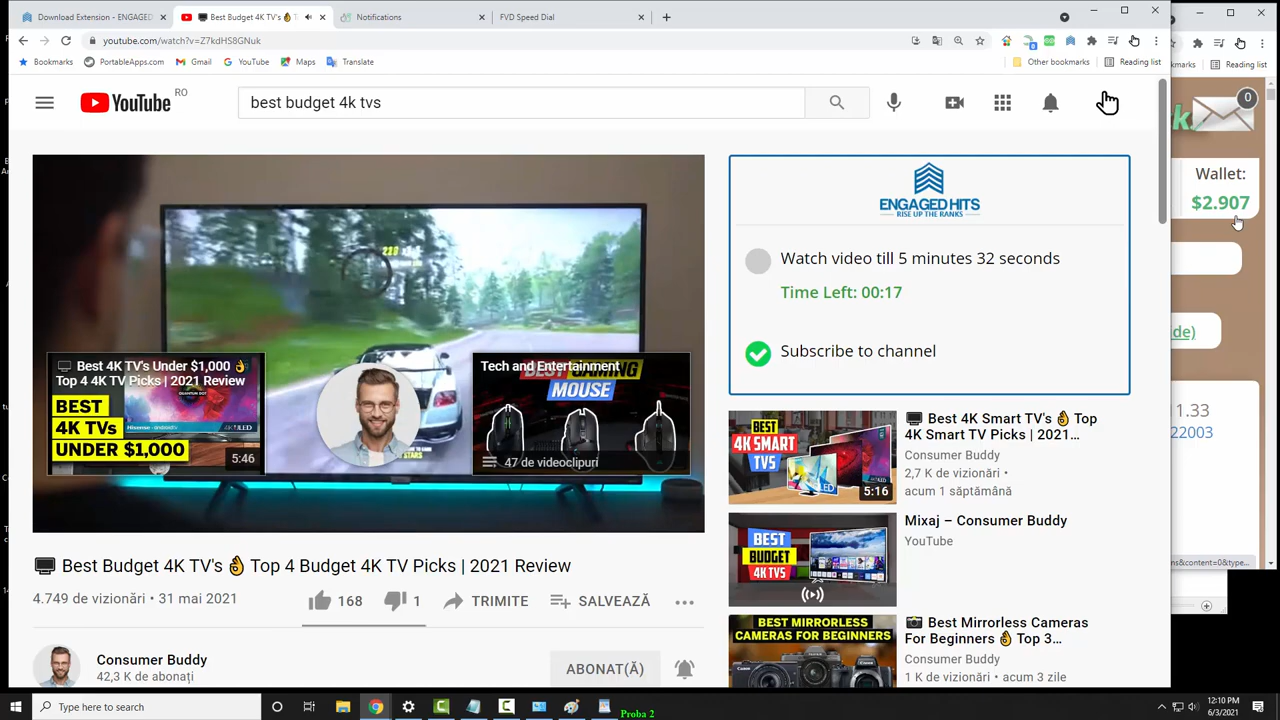 Download Extension - ENGAGED
Best Budget 4K TV's
Notifications
TVD Speed Dial
youtube.com/watch?v=Z7kdHS8GNuk
Bookmarks
PortableApps.com
Gmail
YouTube
Maps
Translate
Other bookmarks
Reading list
Reading list
YouTube
RO
best budget 4k tvs
0
Wallet:
$2.907
ENGAGED HITS
RISE UP THE RANKS
Watch video till 5 minutes 32 seconds
Time Left: 00:17
Subscribe to channel
Best 4K TV's Under $1,000
Top 4 4K TV Picks | 2021 Review
BEST
4K TVs
UNDER $1,000
5:46
Tech and Entertainment
BEST GAMING
MOUSE
47 de videoclipuri
Best Budget 4K TV's 👌 Top 4 Budget 4K TV Picks | 2021 Review
4.749 de vizionări • 31 mai 2021
168
1
TRIMITE
SALVEAZĂ
Consumer Buddy
42,3 K de abonați
ABONAT(Ă)
BEST
4K SMART
TVS
5:16
Best 4K Smart TV's 👌 Top
4K Smart TV Picks | 2021...
Consumer Buddy
2,7 K de vizionări •
acum 1 săptămână
BEST
BUDGET
4K TVS
Mixaj – Consumer Buddy
YouTube
BEST MIRRORLESS
CAMERAS FOR BEGINNERS
Best Mirrorless Cameras
For Beginners 👌 Top 3...
Consumer Buddy
1 K de vizionări • acum 3 zile
de)
1.33
22003
ns&content=0&type...
Type here to search
Proba 2
12:10 PM
6/3/2021